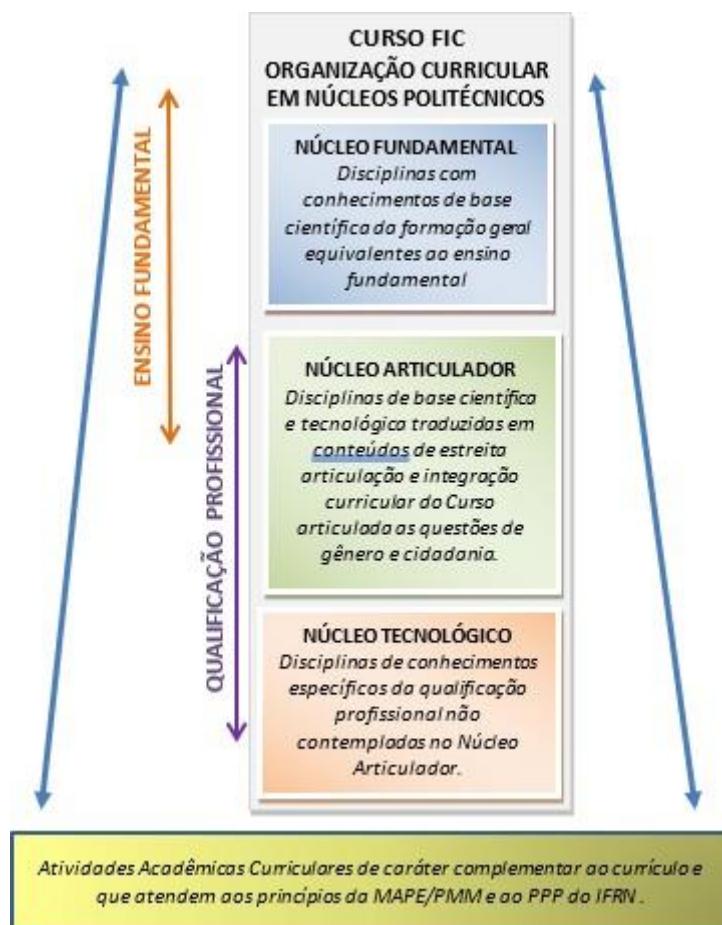 CURSO FIC
ORGANIZAÇÃO CURRICULAR
EM NÚCLEOS POLITÉCNICOS
ENSINO FUNDAMENTAL
NÚCLEO FUNDAMENTAL
Disciplinas com
conhecimentos de base
científica da formação geral
equivalentes ao ensino
fundamental
QUALIFICAÇÃO PROFISSIONAL
NÚCLEO ARTICULADOR
Disciplinas de base científica
e tecnológica traduzidas em
conteúdos de estreita
articulação e integração
curricular do Curso
articulada as questões de
gênero e cidadania.
NÚCLEO TECNOLÓGICO
Disciplinas de conhecimentos
específicos da qualificação
profissional não
contempladas no Núcleo
Articulador.
Atividades Acadêmicas Curriculares de caráter complementar ao currículo e
que atendem aos princípios da MAPE/PMM e ao PPP do IFRN .